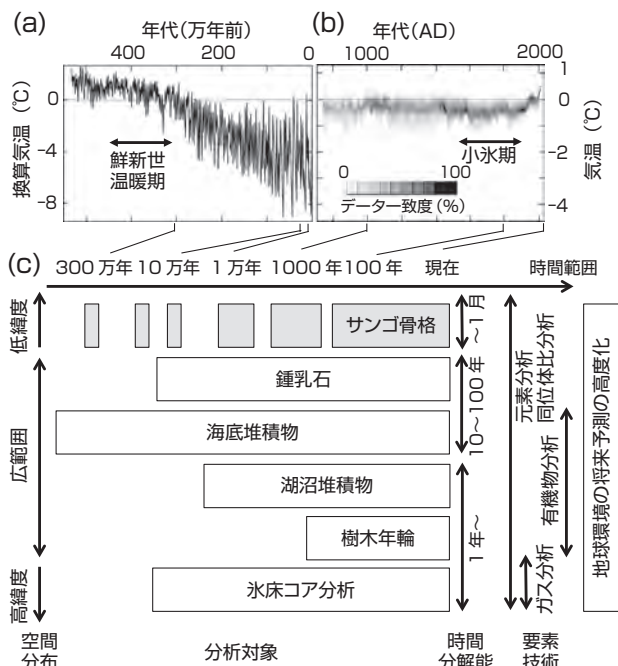 (a)
年代(万年前)
400
200
0
0
-4
-8
換算気温 (℃)
鮮新世
温暖期
(b)
年代(AD)
1000
2000
1
0
-2
-4
気温 (℃)
小氷期
0
100
データー致度(%)
(c)
300万年 10万年 1万年 1000年 100年 現在 時間範囲
低緯度
広範囲
高緯度
サンゴ骨格
鍾乳石
海底堆積物
湖沼堆積物
樹木年輪
氷床コア分析
～1月
10～100年
1年～
元素分析
同位体比分析
有機物分析
ガス分析
地球環境の将来予測の高度化
空間
分布
分析対象
時間
分解能
要素
技術